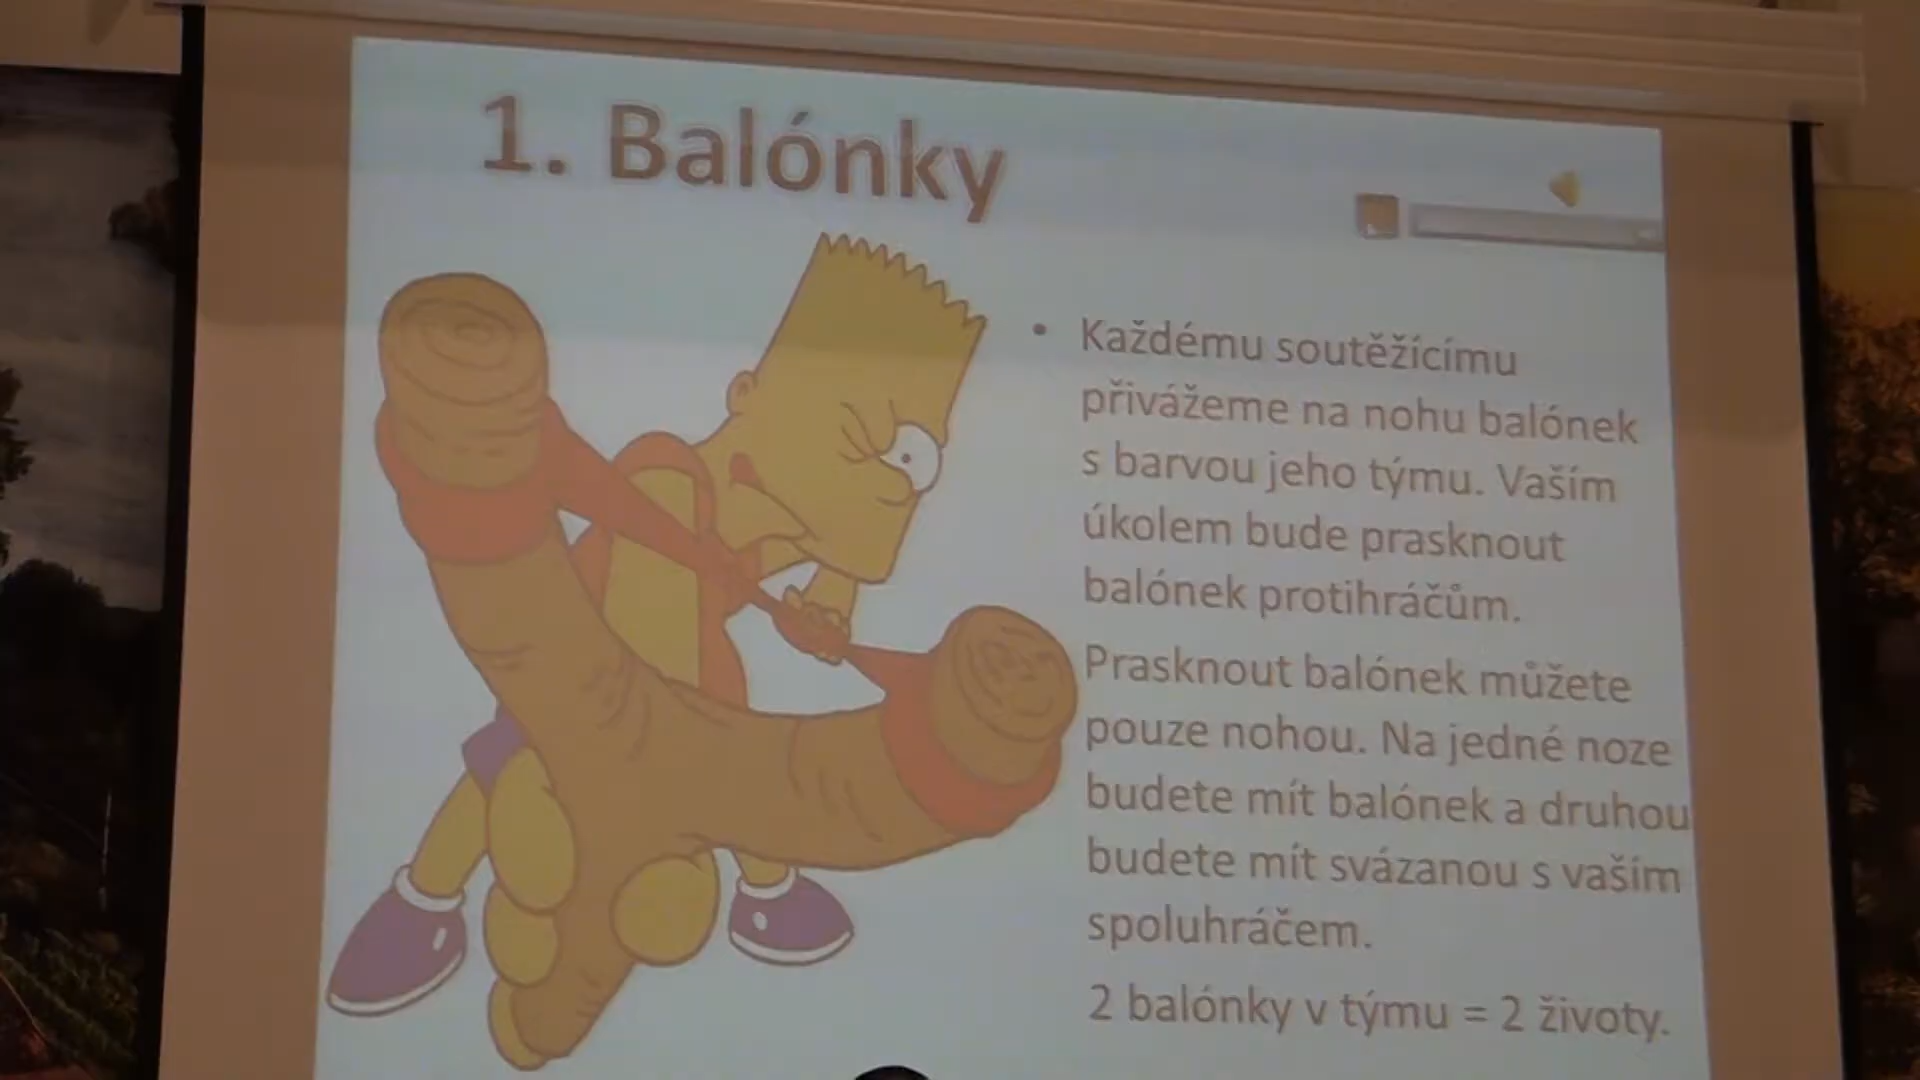 1. Balónky
• Každému soutěžícímu
přivážeme na nohu balónek
s barvou jeho týmu. Vaším
úkolem bude prasknout
balónek protihráčům.
Prasknout balónek můžete
pouze nohou. Na jedné noze
budete mít balónek a druhou
budete mít svázanou s vaším
spoluhráčem.
2 balónky v týmu = 2 životy.